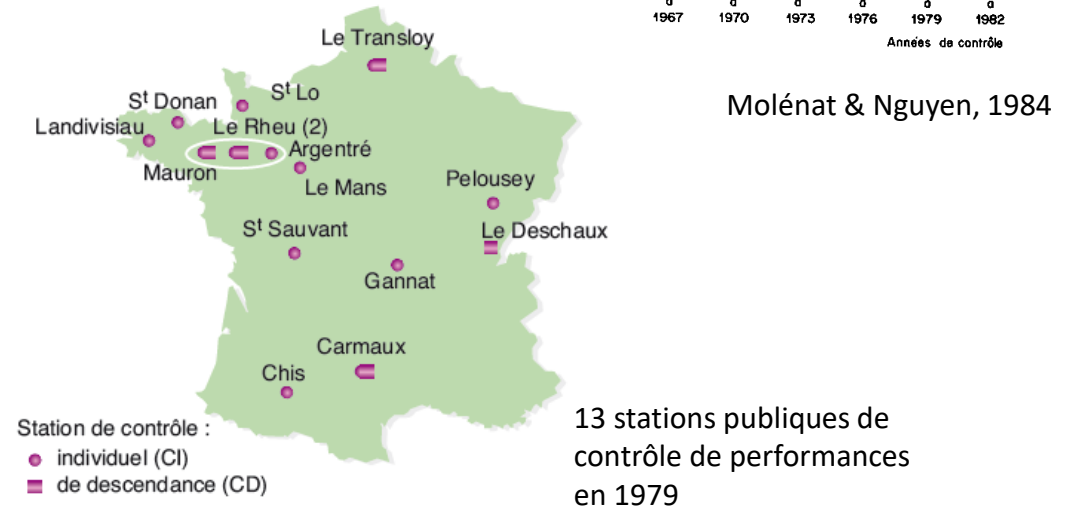 à à à à à à
1967 1970 1973 1976 1979 1982
Années de contrôle
Molénat & Nguyen, 1984
Le Transloy
St Lo
St Donan
Landivisiau
Le Rheu (2)
Argentré
Mauron
Le Mans
Pelousey
St Sauvant
Le Deschaux
Gannat
Carmaux
Chis
Station de contrôle :
individuel (CI)
de descendance (CD)
13 stations publiques de
contrôle de performances
en 1979